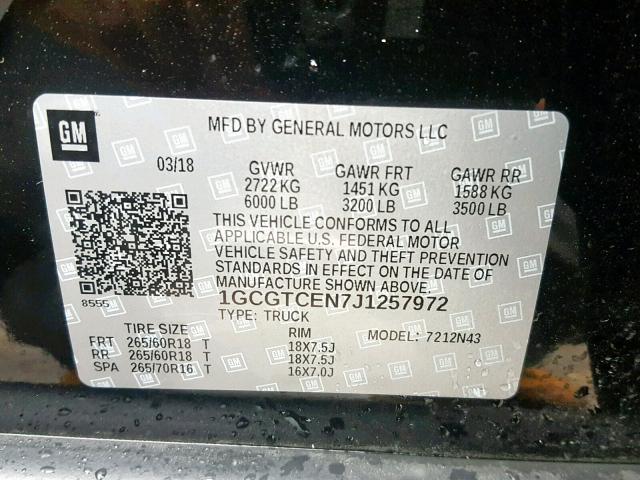 GM
MFD BY GENERAL MOTORS LLC
03/18 GVWR GAWR FRT GAWR RR
2722 KG 1451 KG 1588 KG
6000 LB 3200 LB 3500 LB
THIS VEHICLE CONFORMS TO ALL
APPLICABLE U.S. FEDERAL MOTOR
VEHICLE SAFETY AND THEFT PREVENTION
STANDARDS IN EFFECT ON THE DATE OF
MANUFACTURE SHOWN ABOVE.
8555 1GCGTCEN7J1257972
TYPE: TRUCK
TIRE SIZE RIM MODEL: 7212N43
FRT 265/60R18 T 18X7.5J
RR 265/60R18 T 18X7.5J
SPA 265/70R16 T 16X7.0J